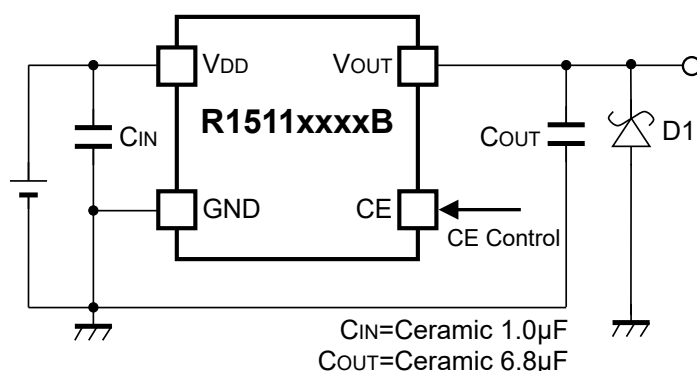 VDD
VOUT
R1511xxxxB
CIN
COUT
D1
GND
CE
CE Control
CIN=Ceramic 1.0μF
COUT=Ceramic 6.8μF